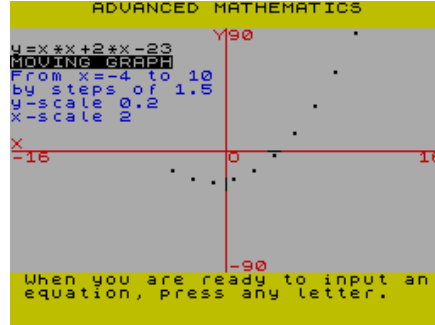 ADVANCED MATHEMATICS
Y90
y=x*x+2*x-23
MOVING GRAPH
From x=-4 to 10
by steps of 1.5
y-scale 0.2
x-scale 2
X
-16 0 16
-90
When you are ready to input an
equation, press any letter.